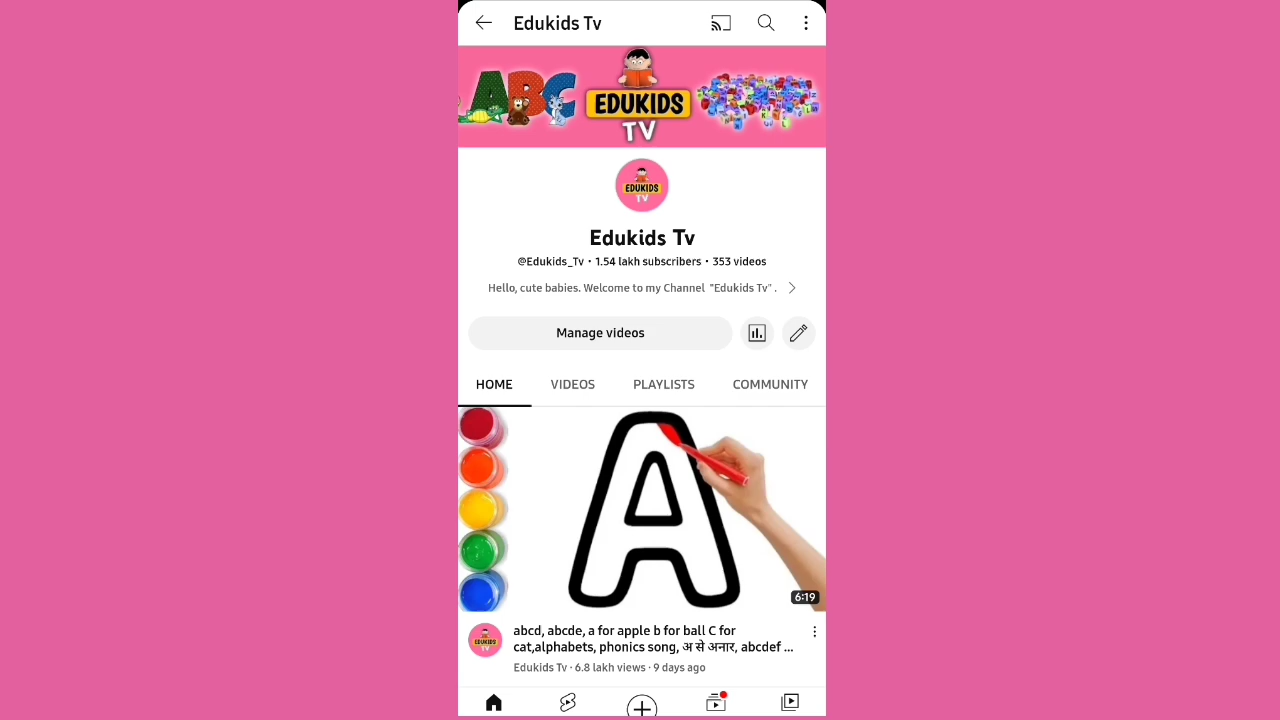 Edukids Tv
ABC
EDUKIDS
TV
EDUKIDS
TV
Edukids Tv
@Edukids_Tv • 1.54 lakh subscribers • 353 videos
Hello, cute babies. Welcome to my Channel "Edukids Tv" .
Manage videos
HOME VIDEOS PLAYLISTS COMMUNITY
A
6:19
abcd, abcde, a for apple b for ball C for
cat,alphabets, phonics song, अ से अनार, abcdef ...
EDUKIDS
TV
Edukids Tv · 6.8 lakh views · 9 days ago